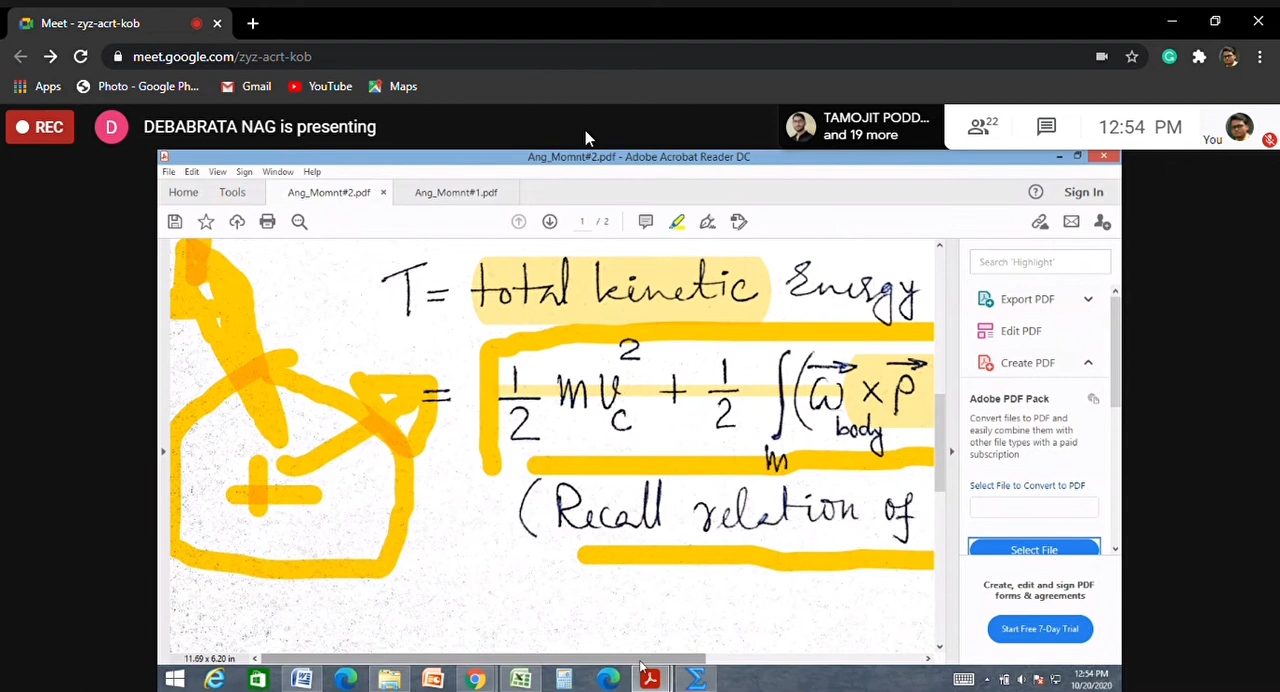 Meet - zyz-acrt-kob
meet.google.com/zyz-acrt-kob
Apps Photo - Google Ph... Gmail YouTube Maps
REC D DEBABRATA NAG is presenting
TAMOJIT PODD...
and 19 more
22 12:54 PM
You
Ang_Momnt#2.pdf - Adobe Acrobat Reader DC
File Edit View Sign Window Help
Home Tools Ang_Momnt#2.pdf × Ang_Momnt#1.pdf Sign In
1 / 2
T = total kinetic Energy
= 1/2 m v_c^2 + 1/2 ∫_m (ω⃗_body × ρ⃗
(Recall relation of
Search 'Highlight'
Export PDF
Edit PDF
Create PDF
Adobe PDF Pack
Convert files to PDF and
easily combine them with
other file types with a paid
subscription
Select File to Convert to PDF
Select File
Create, edit and sign PDF
forms & agreements
Start Free 7-Day Trial
11.69 x 6.20 in
12:54 PM
10/20/2020